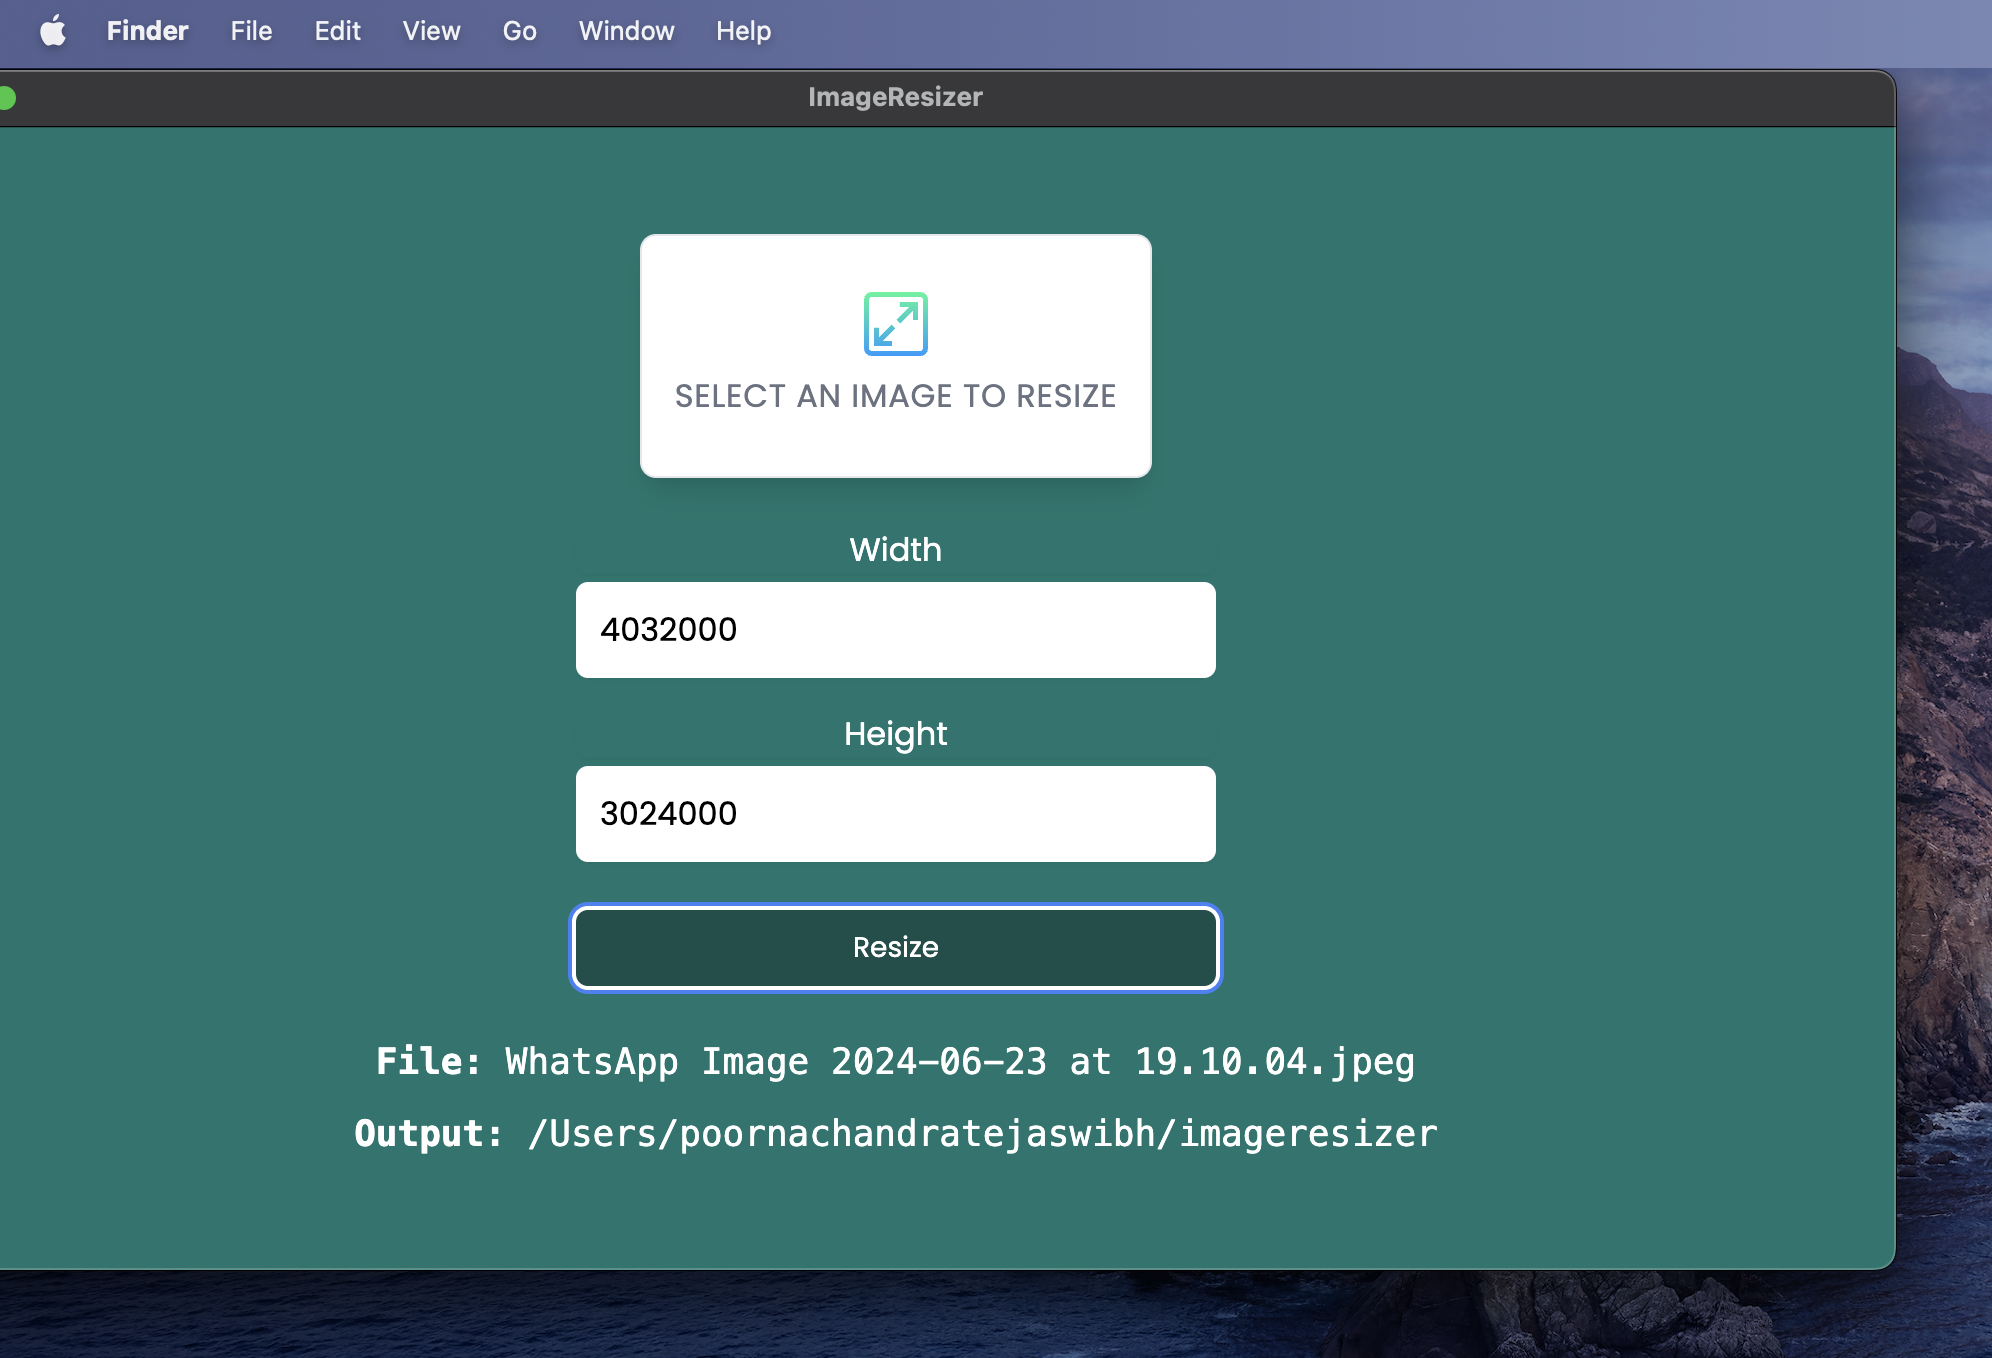 Finder File Edit View Go Window Help
ImageResizer
SELECT AN IMAGE TO RESIZE
Width
4032000
Height
3024000
Resize
File: WhatsApp Image 2024-06-23 at 19.10.04.jpeg
Output: /Users/poornachandratejaswibh/imageresizer